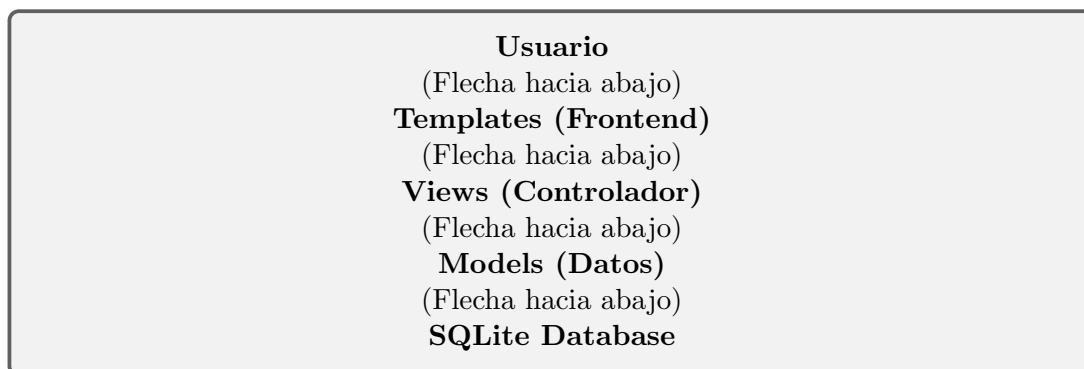 Usuario
(Flecha hacia abajo)
Templates (Frontend)
(Flecha hacia abajo)
Views (Controlador)
(Flecha hacia abajo)
Models (Datos)
(Flecha hacia abajo)
SQLite Database